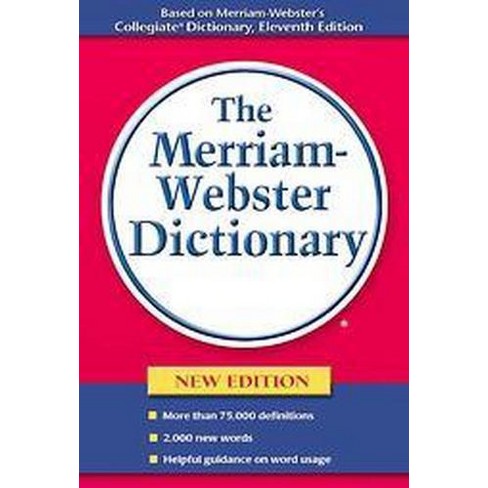 Based on Merriam-Webster's
Collegiate® Dictionary, Eleventh Edition
The
Merriam-
Webster
Dictionary
®
NEW EDITION
More than 75,000 definitions
2,000 new words
Helpful guidance on word usage